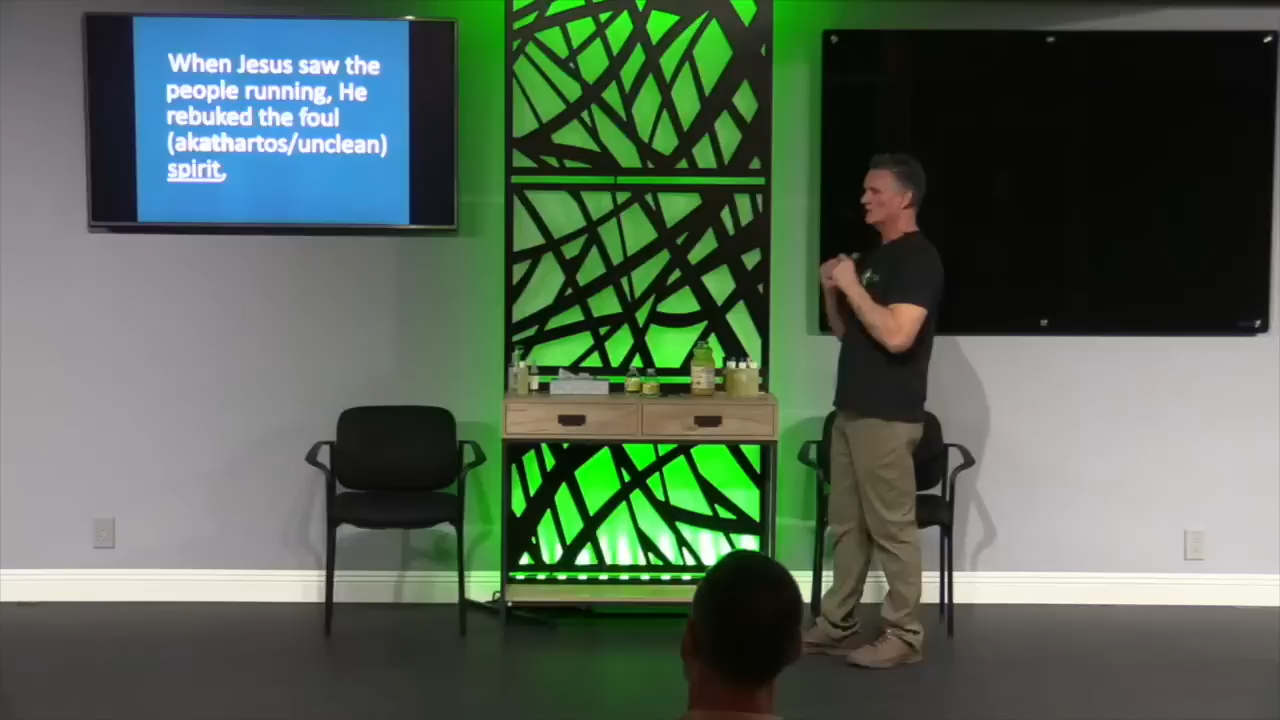 When Jesus saw the
people running, He
rebuked the foul
(akathartos/unclean)
spirit,